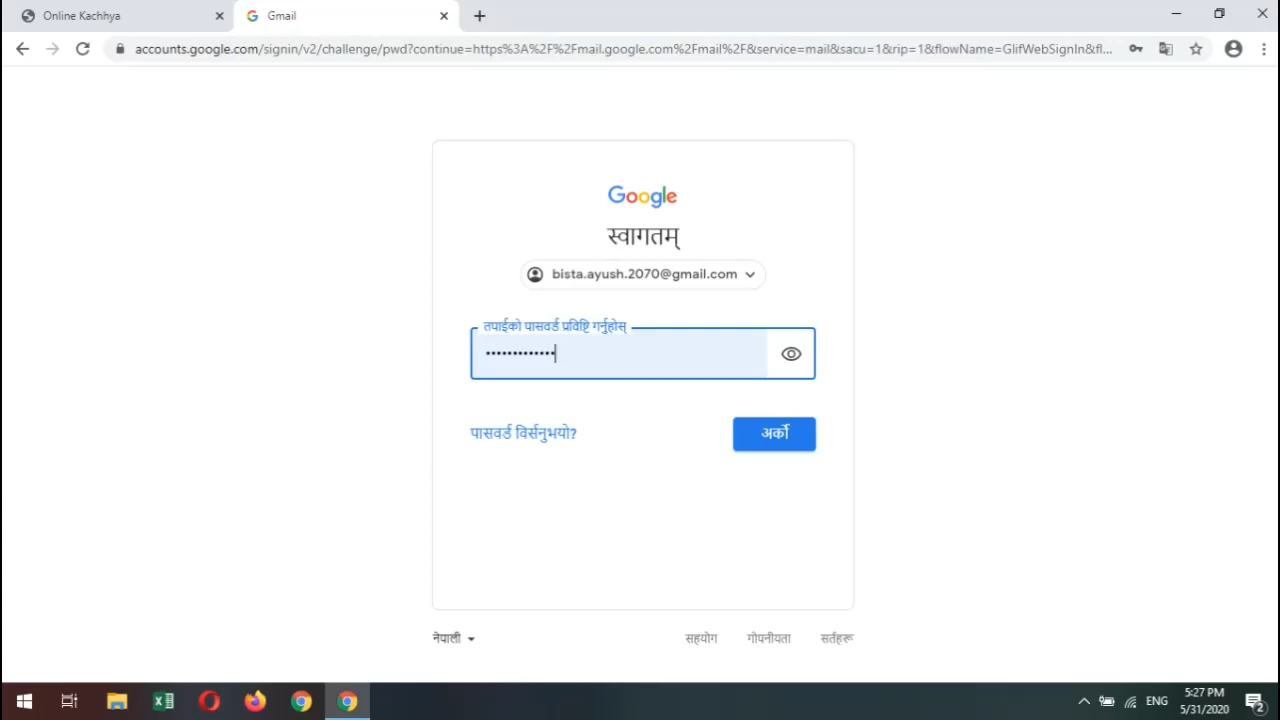 Online Kachhya
Gmail
accounts.google.com/signin/v2/challenge/pwd?continue=https%3A%2F%2Fmail.google.com%2Fmail%2F&service=mail&sacu=1&rip=1&flowName=GlifWebSignIn&fl...
Google
स्वागतम्
bista.ayush.2070@gmail.com
तपाईको पासवर्ड प्रविष्टि गर्नुहोस्
•••••••••••••
पासवर्ड विर्सनुभयो?
अर्को
नेपाली
सहयोग
गोपनीयता
सर्तहरू
ENG
5:27 PM
5/31/2020
2